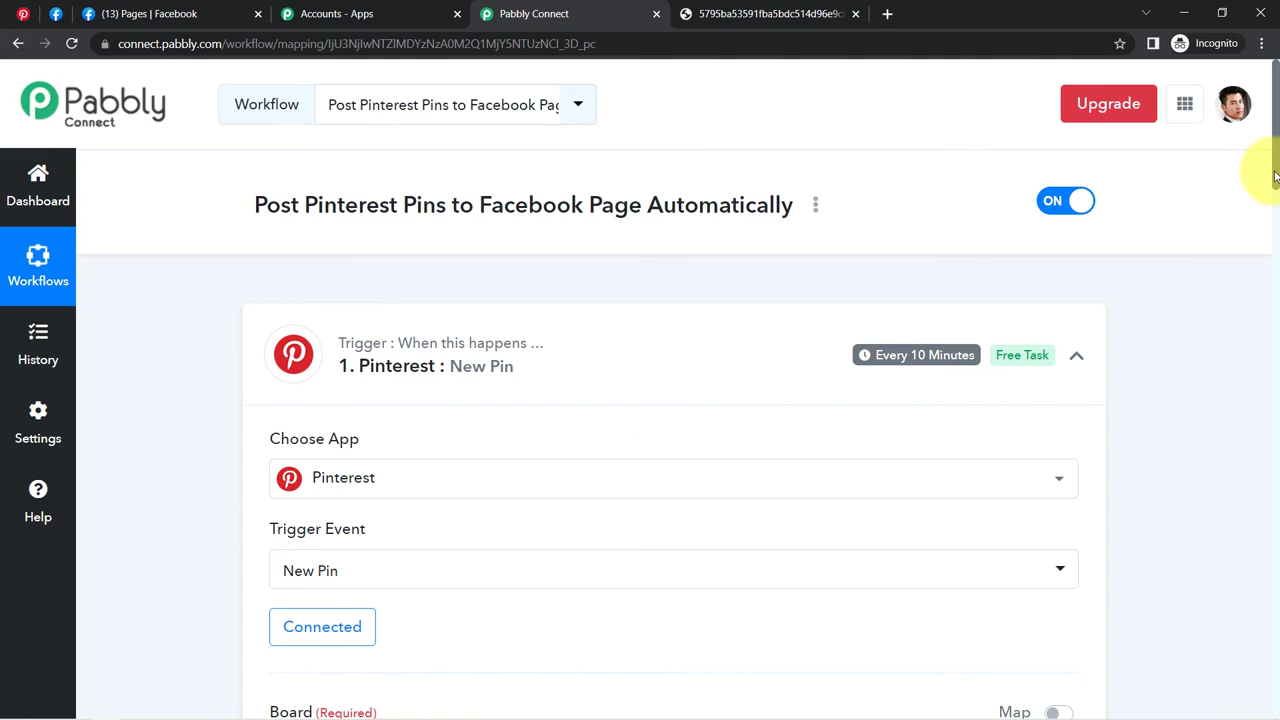 (13) Pages | Facebook
Accounts - Apps
Pabbly Connect
5795ba53591fba5bdc514d96e9c
connect.pabbly.com/workflow/mapping/IjU3NjIwNTZlMDYzNzA0M2Q1MjY5NTUzNCI_3D_pc
Incognito
Pabbly
Connect
Workflow
Post Pinterest Pins to Facebook Pag
Upgrade
Dashboard
Workflows
History
Settings
Help
Post Pinterest Pins to Facebook Page Automatically
ON
Trigger : When this happens ...
1. Pinterest : New Pin
Every 10 Minutes
Free Task
Choose App
Pinterest
Trigger Event
New Pin
Connected
Board (Required)
Map